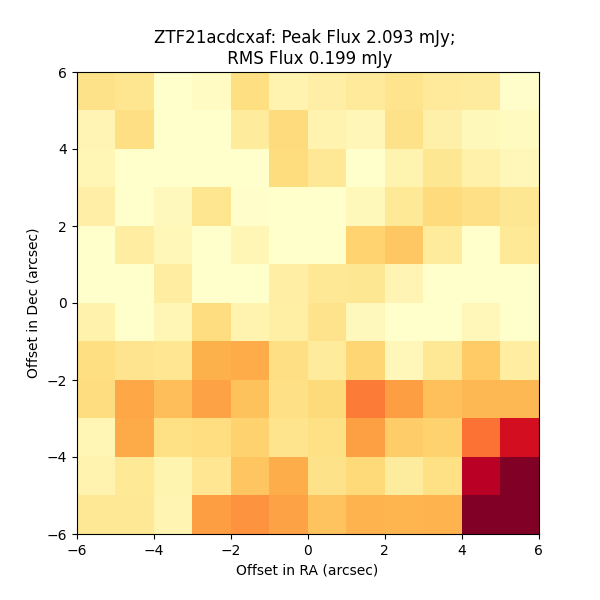 ZTF21acdcxaf: Peak Flux 2.093 mJy;
RMS Flux 0.199 mJy
6
4
2
0
−2
−4
−6
Offset in Dec (arcsec)
−6 −4 −2 0 2 4 6
Offset in RA (arcsec)